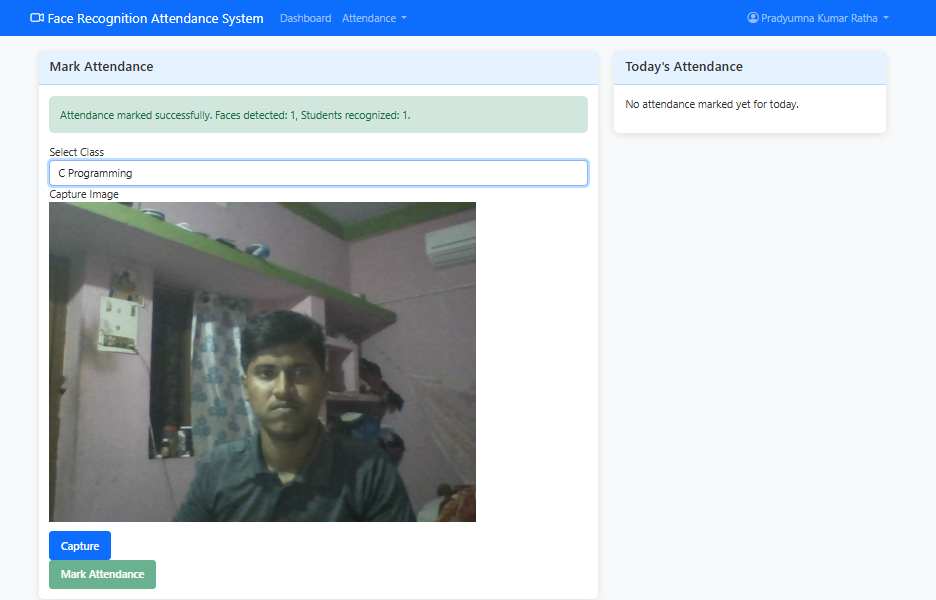 Face Recognition Attendance System Dashboard Attendance Pradyumna Kumar Ratha
Mark Attendance
Attendance marked successfully. Faces detected: 1, Students recognized: 1.
Select Class
C Programming
Capture Image
Capture
Mark Attendance
Today's Attendance
No attendance marked yet for today.